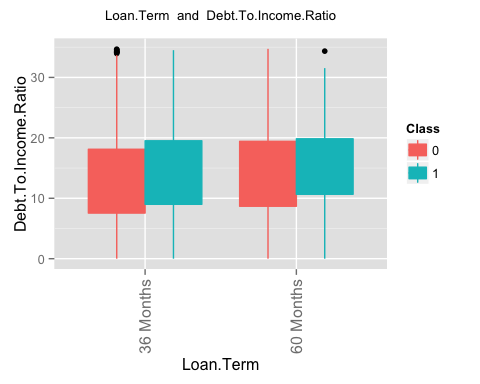 Loan.Term and Debt.To.Income.Ratio
Debt.To.Income.Ratio
30
20
10
0
36 Months
60 Months
Loan.Term
Class
0
1